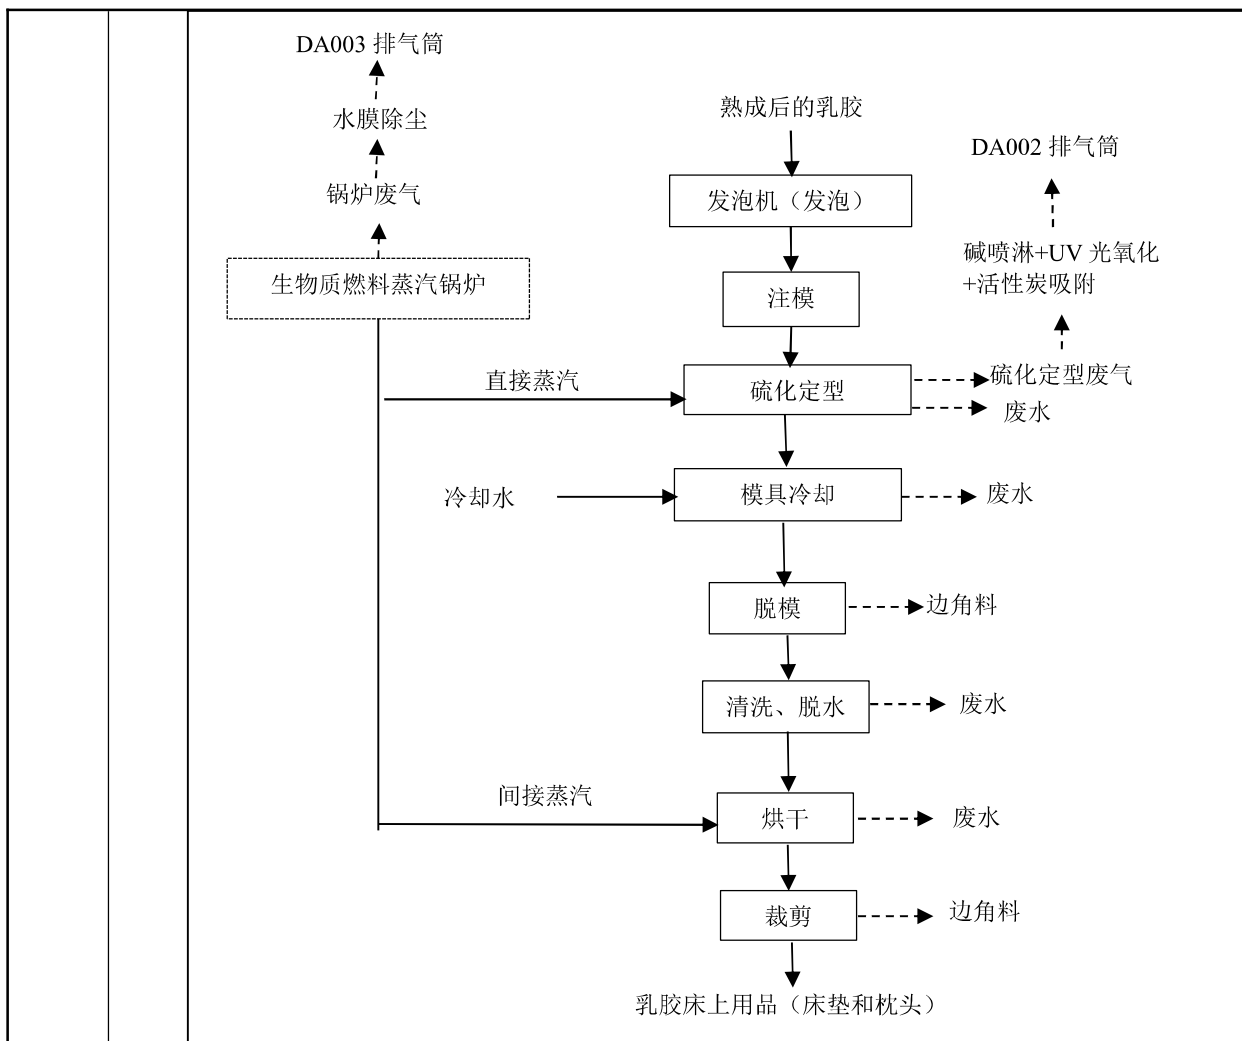 DA003 排气筒
水膜除尘
锅炉废气
生物质燃料蒸汽锅炉
熟成后的乳胶
发泡机（发泡）
注模
DA002 排气筒
碱喷淋+UV 光氧化
+活性炭吸附
直接蒸汽
硫化定型
硫化定型废气
废水
冷却水
模具冷却
废水
脱模
边角料
清洗、脱水
废水
间接蒸汽
烘干
废水
裁剪
边角料
乳胶床上用品（床垫和枕头）